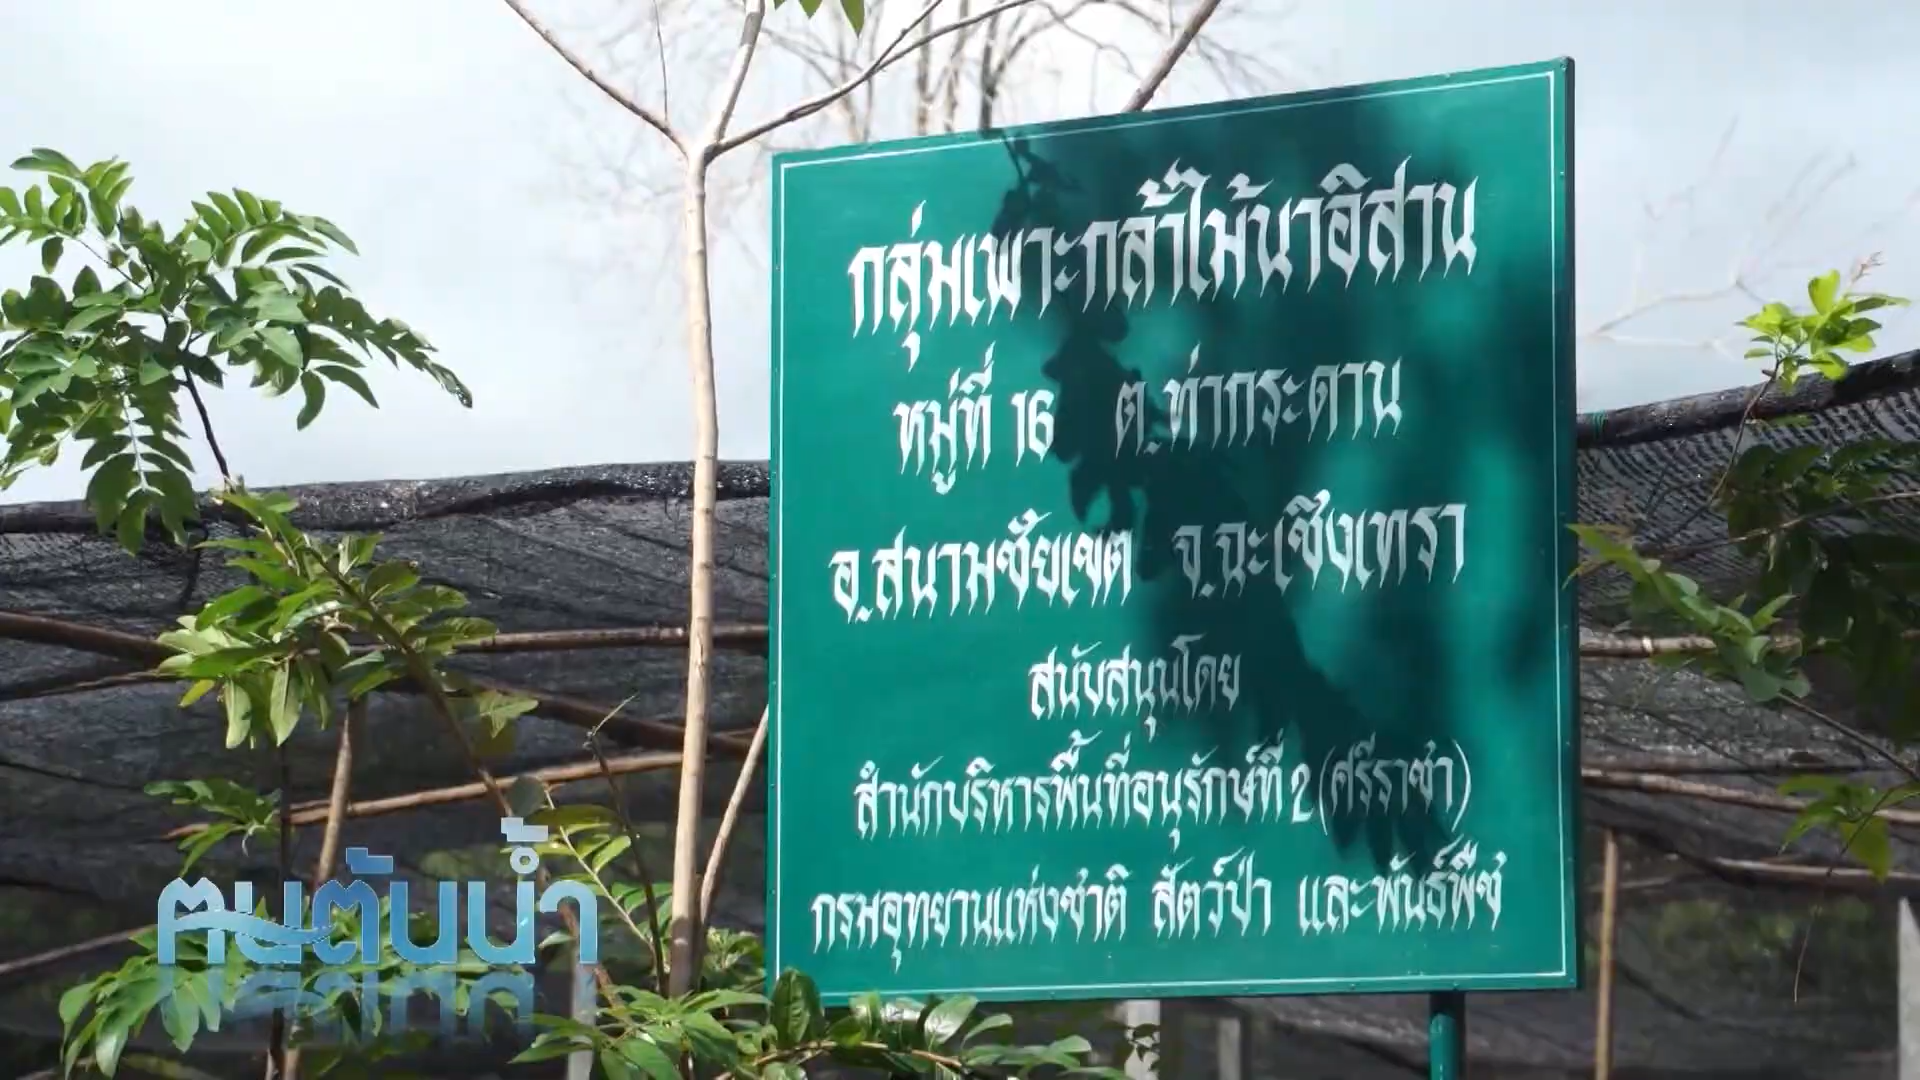 กลุ่มเพาะกล้าไม้นาอิสาน
หมู่ที่ 16 ต.ท่ากระดาน
อ.สนามชัยเขต จ.ฉะเชิงเทรา
สนับสนุนโดย
สำนักบริหารพื้นที่อนุรักษ์ที่ 2 (ศรีราชา)
กรมอุทยานแห่งชาติ สัตว์ป่า และพันธุ์พืช
ฅนต้นน้ำ